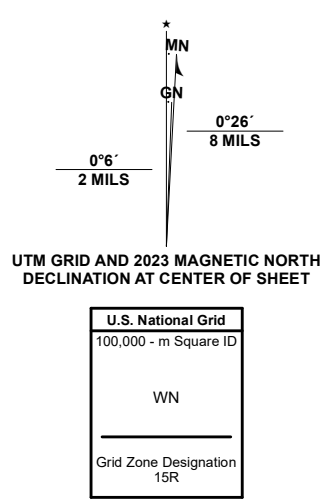 ★
MN
GN
0°26´
8 MILS
0°6´
2 MILS
UTM GRID AND 2023 MAGNETIC NORTH
DECLINATION AT CENTER OF SHEET
U.S. National Grid
100,000 - m Square ID
WN
Grid Zone Designation
15R